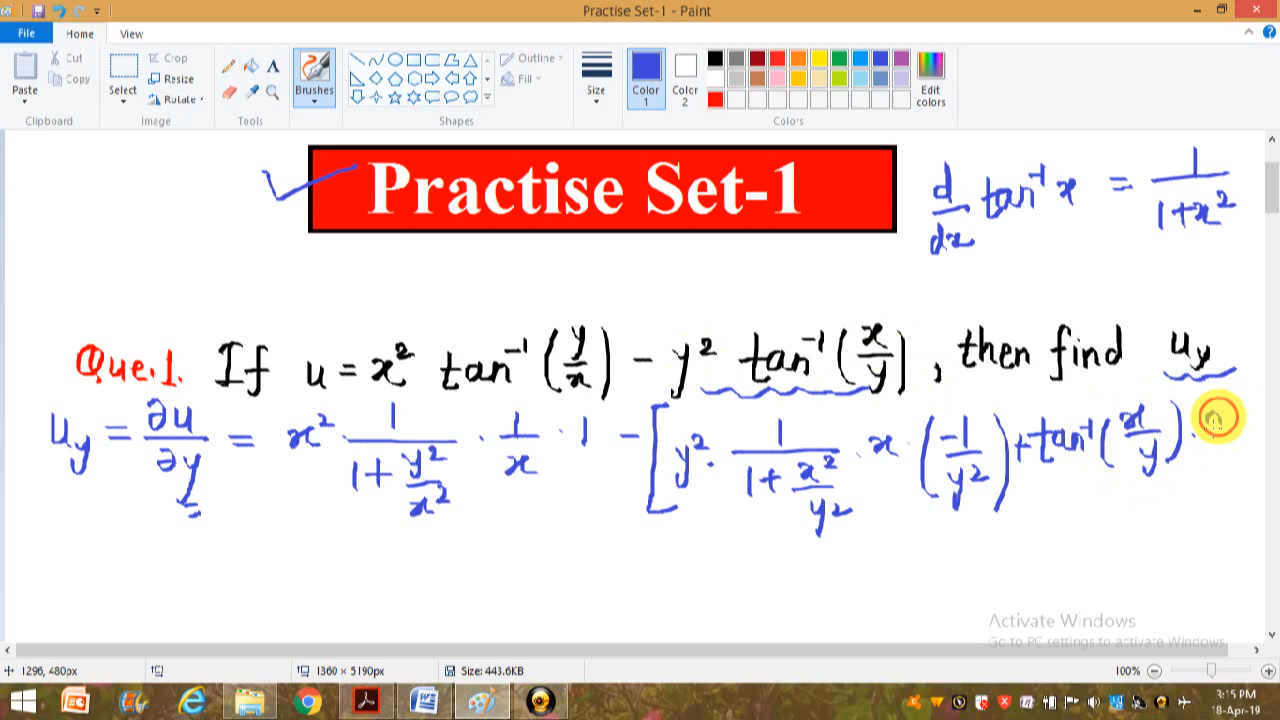 Practise Set-1 - Paint
File Home View
Paste Cut Copy Select Crop Resize Rotate Brushes Outline Fill Size Color 1 Color 2 Edit colors
Clipboard Image Tools Shapes Colors
Practise Set-1
d/dx tan⁻¹ x = 1/(1+x²)
Que.1. If u = x² tan⁻¹ (y/x) − y² tan⁻¹ (x/y), then find uy
uy = ∂u/∂y = x² · 1/(1 + y²/x²) · 1/x · 1 − [y² · 1/(1 + x²/y²) · x · (−1/y²) + tan⁻¹ (x/y) ·
Activate Windows
Go to PC settings to activate Windows.
1296, 480px 1360 × 5190px Size: 443.6KB 100%
3:15 PM
18-Apr-19